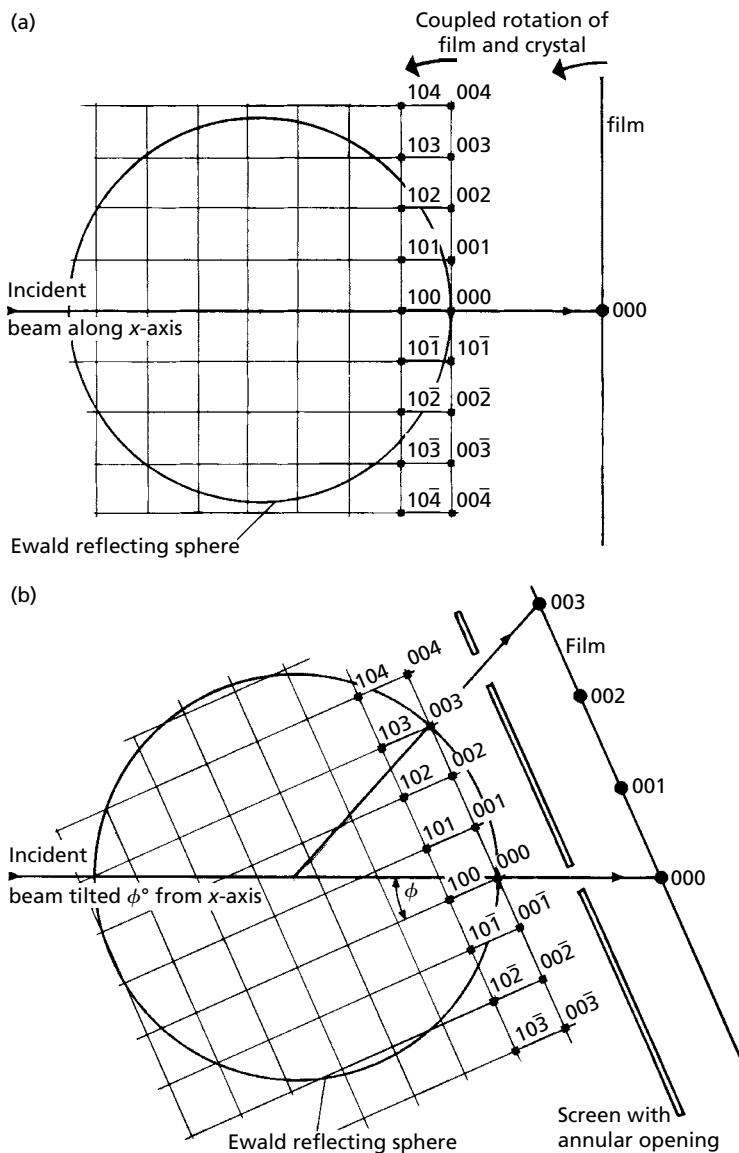 (a)
Coupled rotation of
film and crystal
104 004
film
103 003
102 002
101 001
Incident
100 000
000
beam along x-axis
101̄ 101̄
102̄ 002̄
103̄ 003̄
104̄ 004̄
Ewald reflecting sphere
(b)
003
Film
104 004
103 003
002
102 002
101 001
001
Incident
100 000
000
beam tilted ϕ° from x-axis
ϕ
101̄ 001̄
102̄ 002̄
103̄ 003̄
Screen with
annular opening
Ewald reflecting sphere